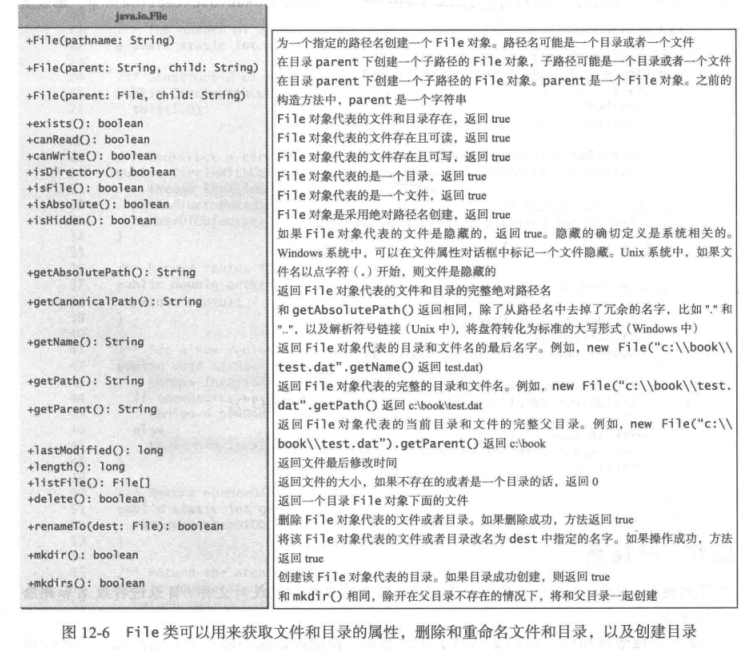 java.io.File
+File(pathname: String)
为一个指定的路径名创建一个 File 对象。路径名可能是一个目录或者一个文件
+File(parent: String, child: String)
在目录 parent 下创建一个子路径的 File 对象，子路径可能是一个目录或者一个文件
+File(parent: File, child: String)
在目录 parent 下创建一个子路径的 File 对象。parent 是一个 File 对象。之前的
构造方法中，parent 是一个字符串
+exists(): boolean
File 对象代表的文件和目录存在，返回 true
+canRead(): boolean
File 对象代表的文件存在且可读，返回 true
+canWrite(): boolean
File 对象代表的文件存在且可写，返回 true
+isDirectory(): boolean
File 对象代表的是一个目录，返回 true
+isFile(): boolean
File 对象代表的是一个文件，返回 true
+isAbsolute(): boolean
File 对象是采用绝对路径名创建，返回 true
+isHidden(): boolean
如果 File 对象代表的文件是隐藏的，返回 true。隐藏的确切定义是系统相关的。
Windows 系统中，可以在文件属性对话框中标记一个文件隐藏。Unix 系统中，如果文
件名以点字符 (.) 开始，则文件是隐藏的
+getAbsolutePath(): String
返回 File 对象代表的文件和目录的完整绝对路径名
+getCanonicalPath(): String
和 getAbsolutePath() 返回相同，除了从路径名中去掉了冗余的名字，比如 "." 和
".."，以及解析符号链接（Unix 中），将盘符转化为标准的大写形式（Windows 中）
+getName(): String
返回 File 对象代表的目录和文件名的最后名字。例如，new File("c:\\book\\
test.dat".getName() 返回 test.dat)
+getPath(): String
返回 File 对象代表的完整的目录和文件名。例如，new File("c:\\book\\test.
dat".getPath() 返回 c:\book\test.dat
+getParent(): String
返回 File 对象代表的当前目录和文件的完整父目录。例如，new File("c:\\
book\\test.dat").getParent() 返回 c:\book
+lastModified(): long
返回文件最后修改时间
+length(): long
返回文件的大小，如果不存在的或者是一个目录的话，返回 0
+listFile(): File[]
返回一个目录 File 对象下面的文件
+delete(): boolean
删除 File 对象代表的文件或者目录。如果删除成功，方法返回 true
+renameTo(dest: File): boolean
将该 File 对象代表的文件或者目录改名为 dest 中指定的名字。如果操作成功，方法
返回 true
+mkdir(): boolean
创建该 File 对象代表的目录。如果目录成功创建，则返回 true
+mkdirs(): boolean
和 mkdir() 相同，除开在父目录不存在的情况下，将和父目录一起创建
图 12-6 File 类可以用来获取文件和目录的属性，删除和重命名文件和目录，以及创建目录